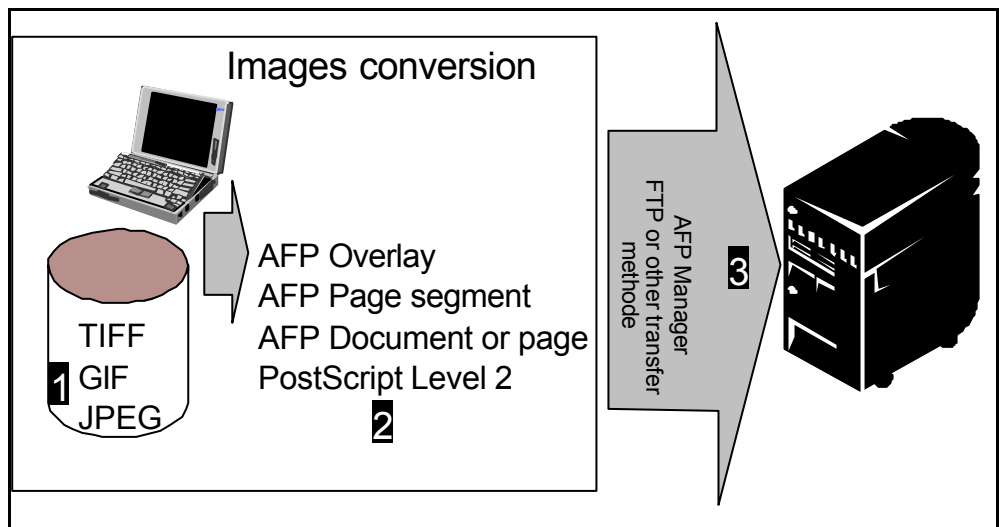 Images conversion
TIFF
1 GIF
JPEG
AFP Overlay
AFP Page segment
AFP Document or page
PostScript Level 2
2
AFP Manager
FTP or other transfer
methode
3